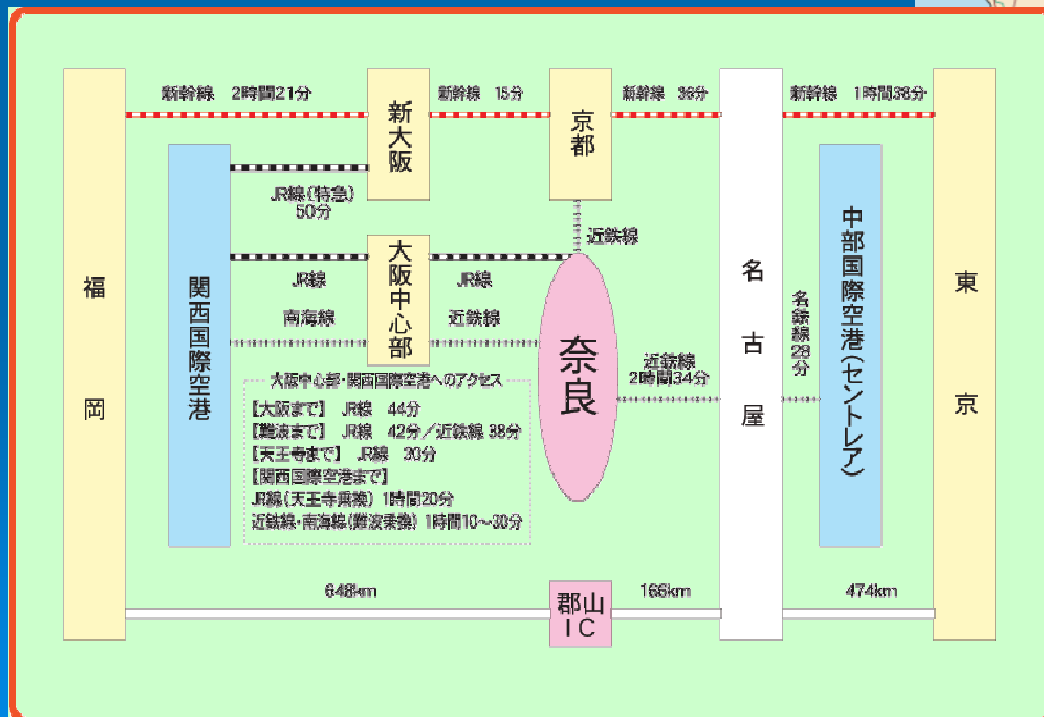 新幹線 2時間21分
新幹線 15分
新幹線 36分
新幹線 1時間38分
新大阪
京都
JR線(特急)
50分
近鉄線
福岡
関西国際空港
大阪中心部
JR線
JR線
南海線
近鉄線
奈良
近鉄線
2時間34分
名古屋
名鉄線28分
中部国際空港(セントレア)
東京
大阪中心部・関西国際空港へのアクセス
【大阪まで】 JR線 44分
【難波まで】 JR線 42分/近鉄線 38分
【天王寺まで】 JR線 30分
【関西国際空港まで】
JR線(天王寺乗換) 1時間20分
近鉄線・南海線(難波乗換) 1時間10~30分
648km
郡山
IC
166km
474km